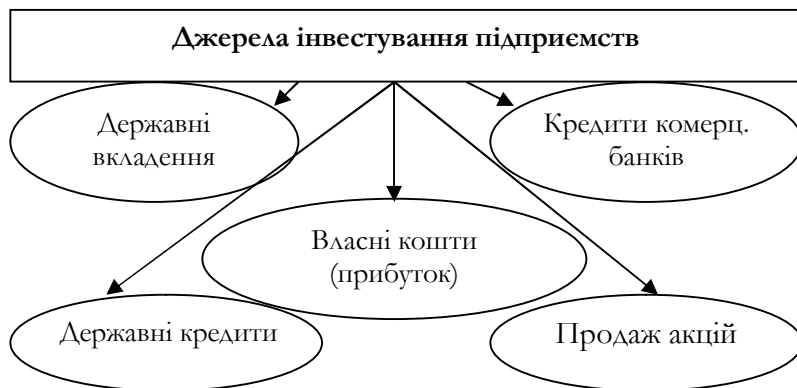 Джерела інвестування підприємств
Державні
вкладення
Кредити комерц.
банків
Власні кошти
(прибуток)
Державні кредити
Продаж акцій